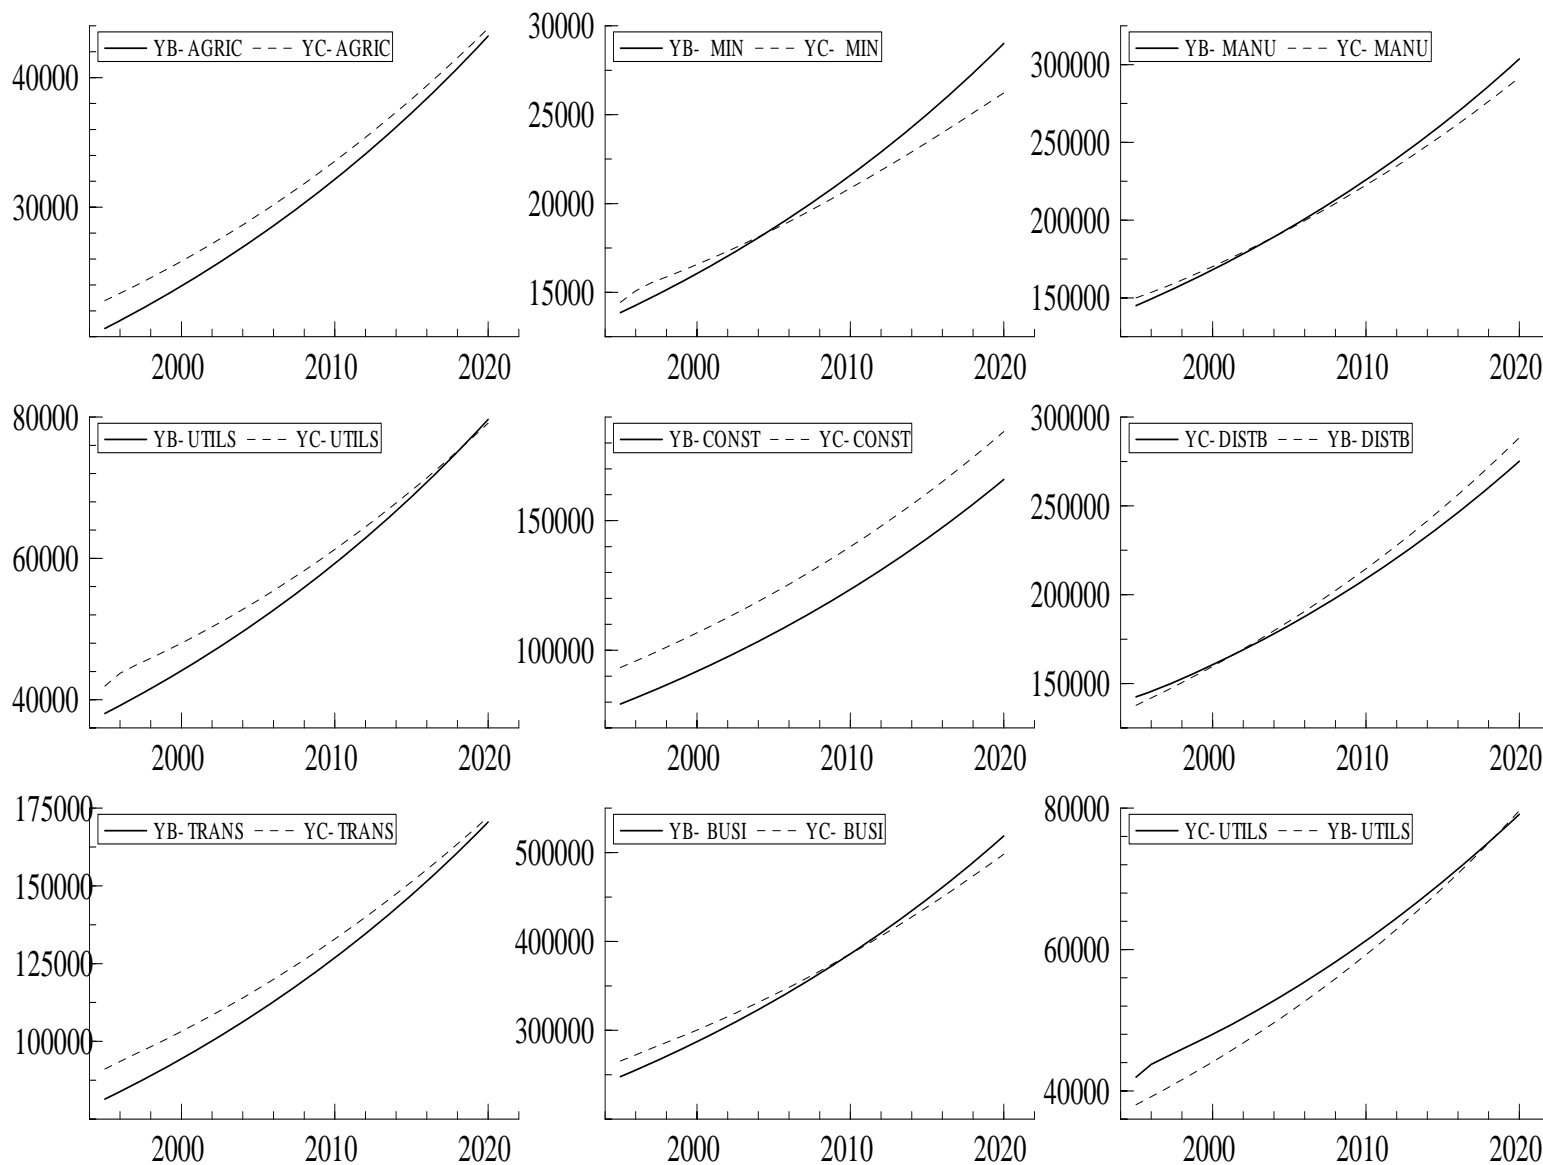 YB- AGRIC YC- AGRIC
40000
30000
2000 2010 2020
YB- MIN YC- MIN
30000
25000
20000
15000
2000 2010 2020
YB- MANU YC- MANU
300000
250000
200000
150000
2000 2010 2020
YB- UTILS YC- UTILS
80000
60000
40000
2000 2010 2020
YB- CONST YC- CONST
150000
100000
2000 2010 2020
YC- DISTB YB- DISTB
300000
250000
200000
150000
2000 2010 2020
YB- TRANS YC- TRANS
175000
150000
125000
100000
2000 2010 2020
YB- BUSI YC- BUSI
500000
400000
300000
2000 2010 2020
YC- UTILS YB- UTILS
80000
60000
40000
2000 2010 2020